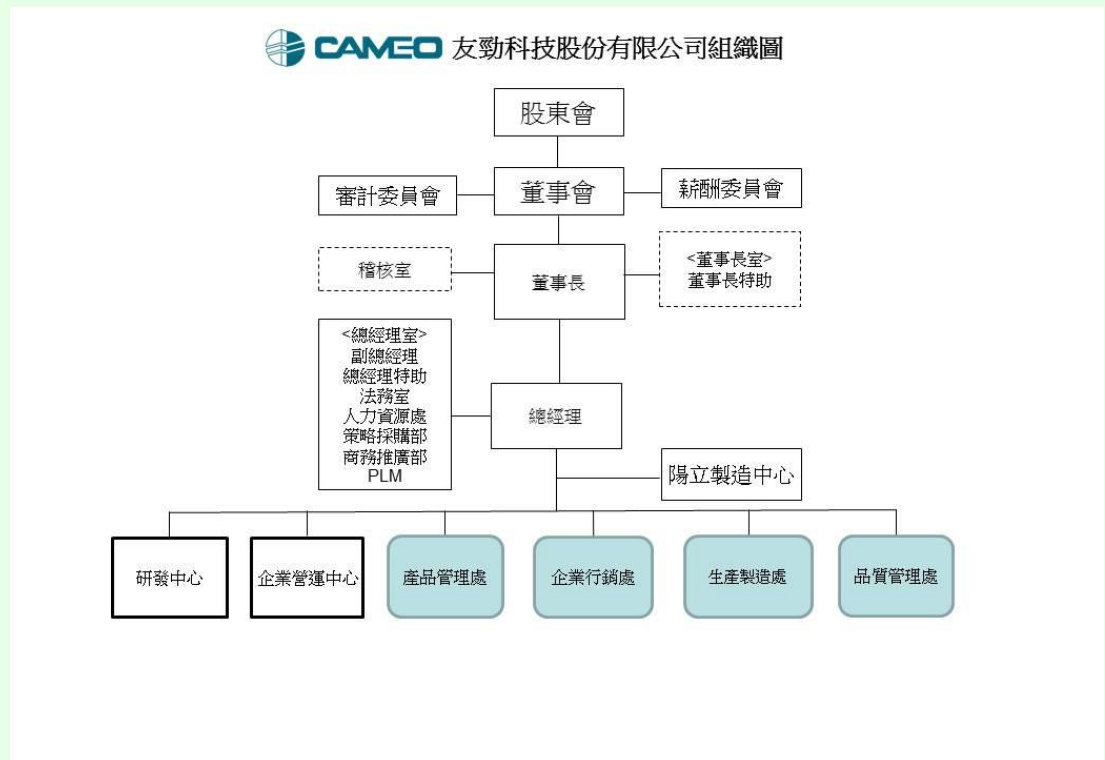 CAMEO 友勁科技股份有限公司組織圖
股東會
審計委員會
董事會
薪酬委員會
稽核室
董事長
<董事長室>
董事長特助
<總經理室>
副總經理
總經理特助
法務室
人力資源處
策略採購部
商務推廣部
PLM
總經理
陽立製造中心
研發中心
企業營運中心
產品管理處
企業行銷處
生產製造處
品質管理處